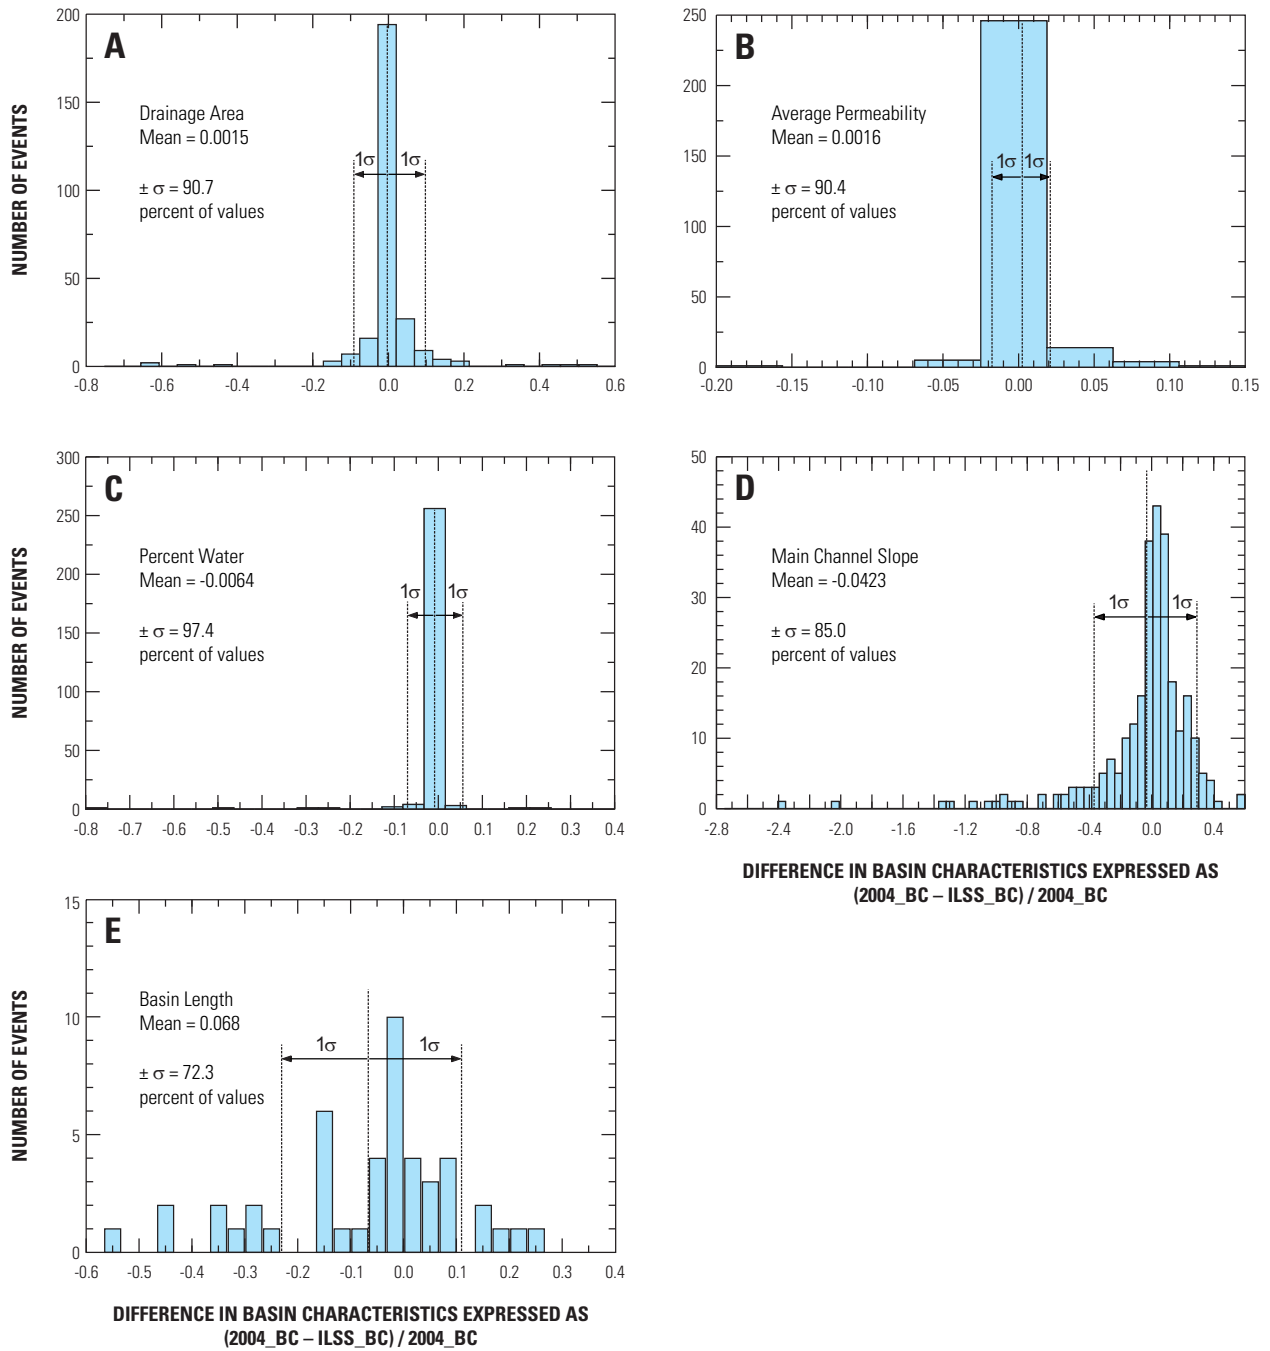 A
Drainage Area
Mean = 0.0015
± σ = 90.7
percent of values
1σ 1σ
NUMBER OF EVENTS
200
150
100
50
0
-0.8 -0.6 -0.4 -0.2 0.0 0.2 0.4 0.6
B
Average Permeability
Mean = 0.0016
± σ = 90.4
percent of values
1σ 1σ
250
200
150
100
50
0
-0.20 -0.15 -0.10 -0.05 0.00 0.05 0.10 0.15
C
Percent Water
Mean = -0.0064
± σ = 97.4
percent of values
1σ 1σ
NUMBER OF EVENTS
300
250
200
150
100
50
0
-0.8 -0.7 -0.6 -0.5 -0.4 -0.3 -0.2 -0.1 0.0 0.1 0.2 0.3 0.4
D
Main Channel Slope
Mean = -0.0423
± σ = 85.0
percent of values
1σ 1σ
50
40
30
20
10
0
-2.8 -2.4 -2.0 -1.6 -1.2 -0.8 -0.4 0.0 0.4
DIFFERENCE IN BASIN CHARACTERISTICS EXPRESSED AS
(2004_BC – ILSS_BC) / 2004_BC
E
Basin Length
Mean = 0.068
± σ = 72.3
percent of values
1σ 1σ
NUMBER OF EVENTS
15
10
5
0
-0.6 -0.5 -0.4 -0.3 -0.2 -0.1 0.0 0.1 0.2 0.3 0.4
DIFFERENCE IN BASIN CHARACTERISTICS EXPRESSED AS
(2004_BC – ILSS_BC) / 2004_BC